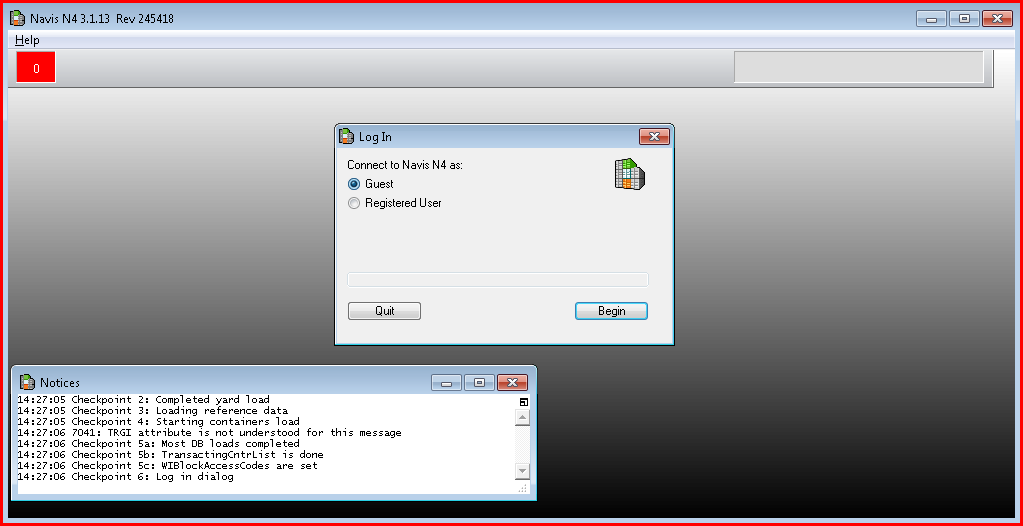 Navis N4 3.1.13 Rev 245418
Help
0
Log In
Connect to Navis N4 as:
Guest
Registered User
Quit
Begin
Notices
14:27:05 Checkpoint 2: Completed yard load
14:27:05 Checkpoint 3: Loading reference data
14:27:05 Checkpoint 4: Starting containers load
14:27:06 7041: TRGI attribute is not understood for this message
14:27:06 Checkpoint 5a: Most DB loads completed
14:27:06 Checkpoint 5b: TransactingCntrList is done
14:27:06 Checkpoint 5c: WIBlockAccessCodes are set
14:27:06 Checkpoint 6: Log in dialog